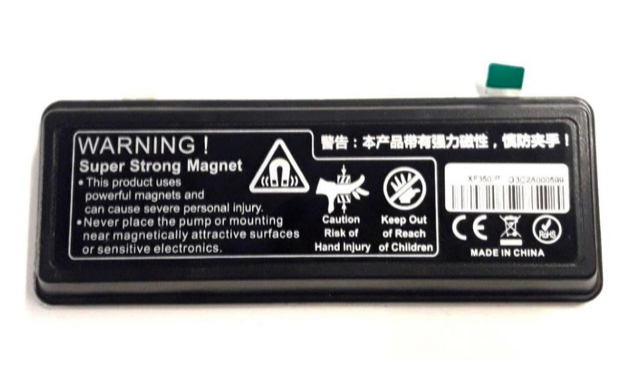 WARNING!
Super Strong Magnet
• This product uses
powerful magnets and
can cause severe personal injury.
• Never place the pump or mounting
near magnetically attractive surfaces
or sensitive electronics.
Caution
Risk of
Hand Injury
Keep Out
of Reach
of Children
警告：本产品带有强力磁性，慎防夹手！
CE
RoHS
MADE IN CHINA